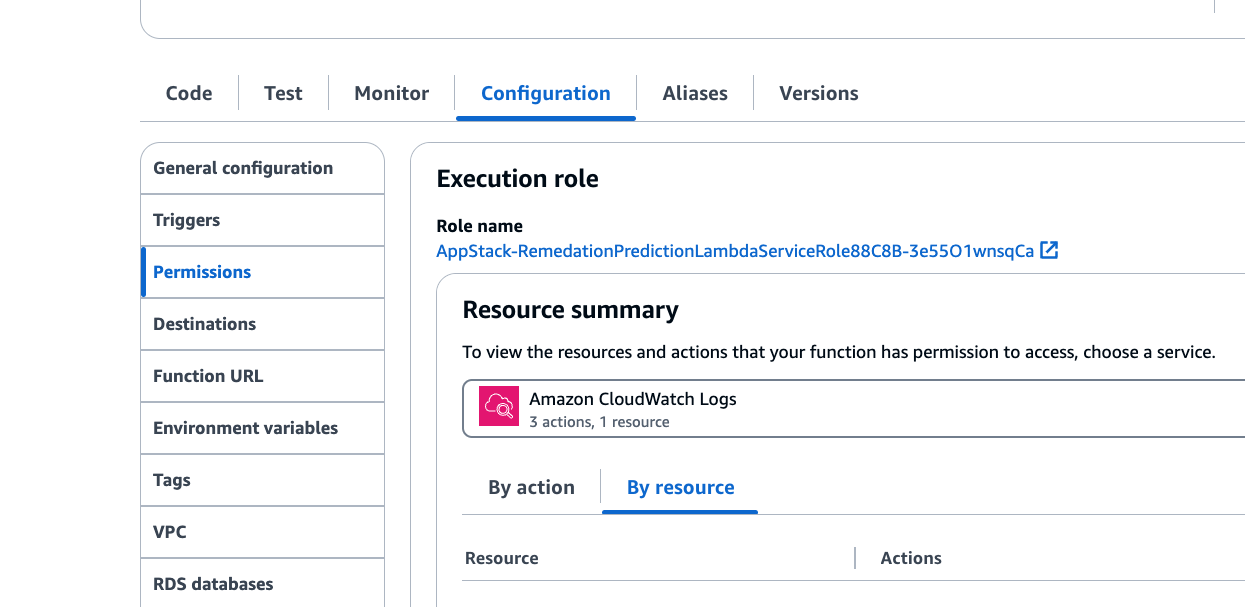 Code Test Monitor Configuration Aliases Versions
General configuration
Triggers
Permissions
Destinations
Function URL
Environment variables
Tags
VPC
RDS databases
Execution role
Role name
AppStack-RemedationPredictionLambdaServiceRole88C8B-3e55O1wnsqCa
Resource summary
To view the resources and actions that your function has permission to access, choose a service.
Amazon CloudWatch Logs
3 actions, 1 resource
By action By resource
Resource Actions